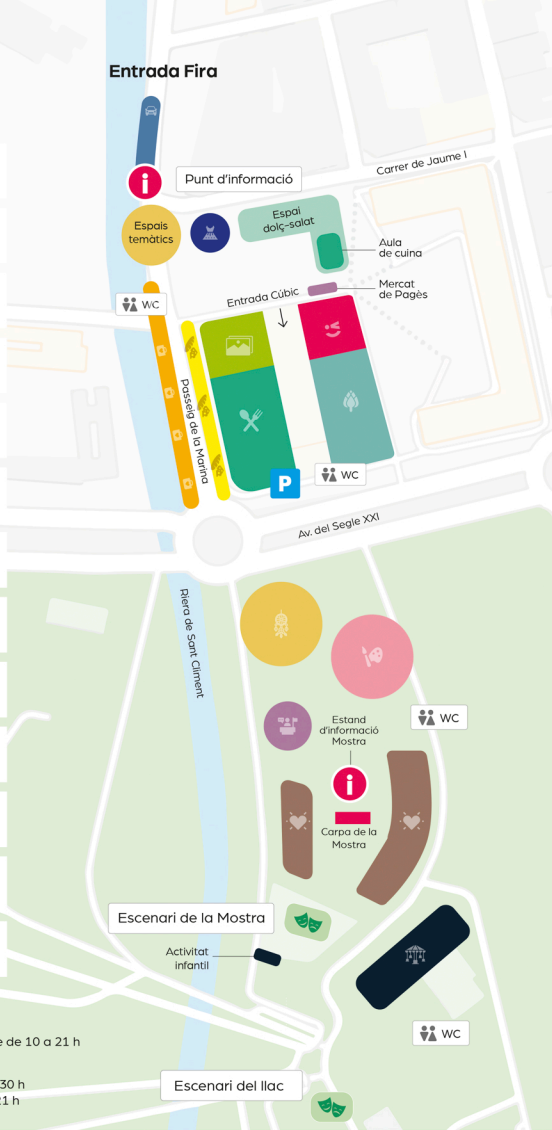 Entrada Fira
Carrer de Jaume I
i
Punt d'informació
Espais
temàtics
Espai
dolç-salat
Aula
de cuina
Mercat
de Pagès
Entrada Cúbic
WC
Passeig de la Marina
P
WC
Av. del Segle XXI
Riera de Sant Climent
WC
Estand
d'informació
Mostra
i
Carpa de la
Mostra
Escenari de la Mostra
Activitat
infantil
WC
e de 10 a 21 h
30 h
21 h
Escenari del llac